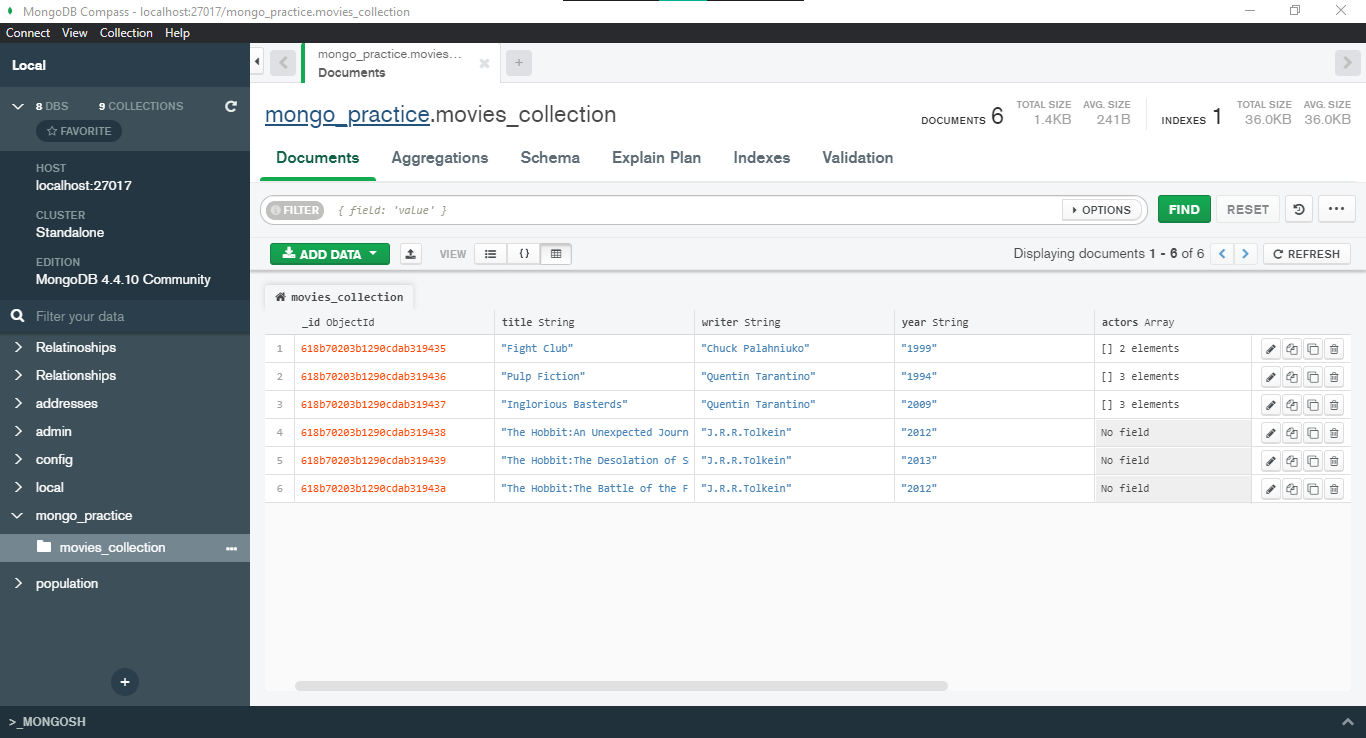 MongoDB Compass - localhost:27017/mongo_practice.movies_collection
Connect View Collection Help
Local
8 DBS 9 COLLECTIONS
FAVORITE
HOST
localhost:27017
CLUSTER
Standalone
EDITION
MongoDB 4.4.10 Community
Filter your data
Relatinoships
Relationships
addresses
admin
config
local
mongo_practice
movies_collection
population
mongo_practice.movies...
Documents
mongo_practice.movies_collection
DOCUMENTS 6 TOTAL SIZE 1.4KB AVG. SIZE 241B INDEXES 1 TOTAL SIZE 36.0KB AVG. SIZE 36.0KB
Documents Aggregations Schema Explain Plan Indexes Validation
FILTER { field: 'value' } OPTIONS FIND RESET
ADD DATA VIEW {} Displaying documents 1 - 6 of 6 REFRESH
movies_collection
_id ObjectId title String writer String year String actors Array
1 618b70203b1290cdab319435 "Fight Club" "Chuck Palahniuko" "1999" [] 2 elements
2 618b70203b1290cdab319436 "Pulp Fiction" "Quentin Tarantino" "1994" [] 3 elements
3 618b70203b1290cdab319437 "Inglorious Basterds" "Quentin Tarantino" "2009" [] 3 elements
4 618b70203b1290cdab319438 "The Hobbit:An Unexpected Journ "J.R.R.Tolkein" "2012" No field
5 618b70203b1290cdab319439 "The Hobbit:The Desolation of S "J.R.R.Tolkein" "2013" No field
6 618b70203b1290cdab31943a "The Hobbit:The Battle of the F "J.R.R.Tolkein" "2012" No field
>_MONGOSH